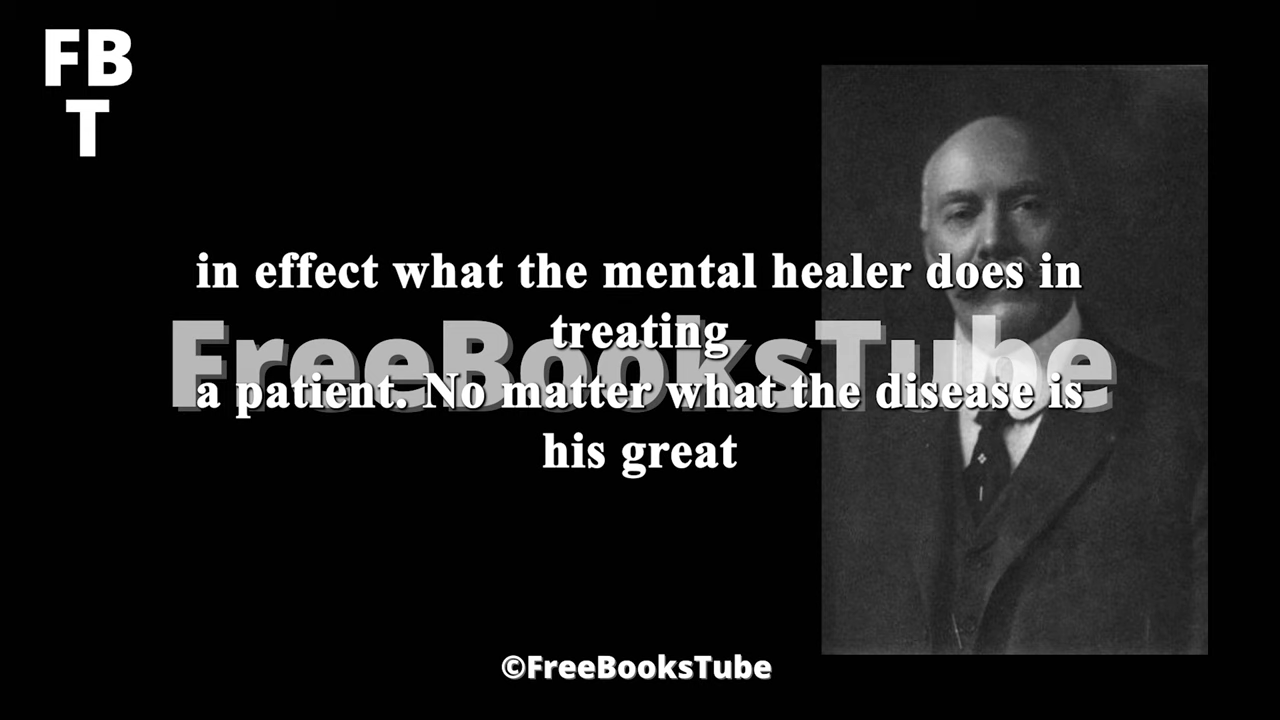 FB
T
in effect what the mental healer does in
treating
FreeBooksTube
a patient. No matter what the disease is
his great
©FreeBooksTube